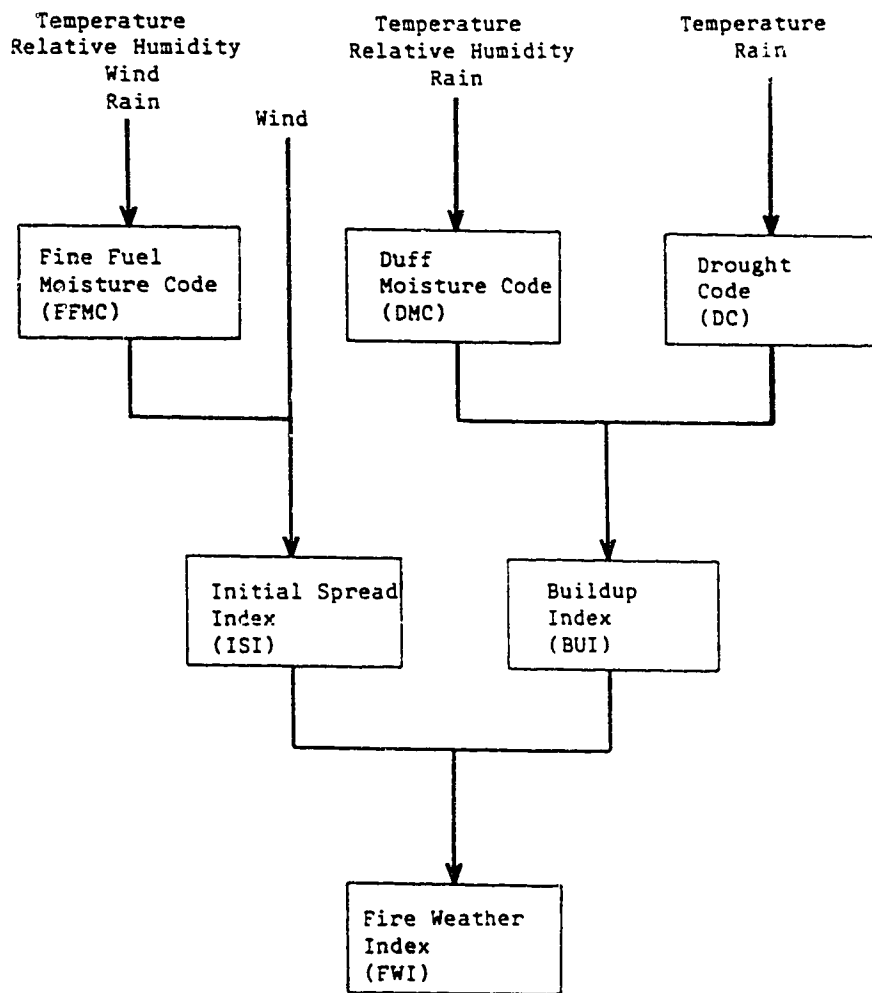 Temperature
Relative Humidity
Wind
Rain
Temperature
Relative Humidity
Rain
Temperature
Rain
Wind
Fine Fuel
Moisture Code
(FFMC)
Duff
Moisture Code
(DMC)
Drought
Code
(DC)
Initial Spread
Index
(ISI)
Buildup
Index
(BUI)
Fire Weather
Index
(FWI)